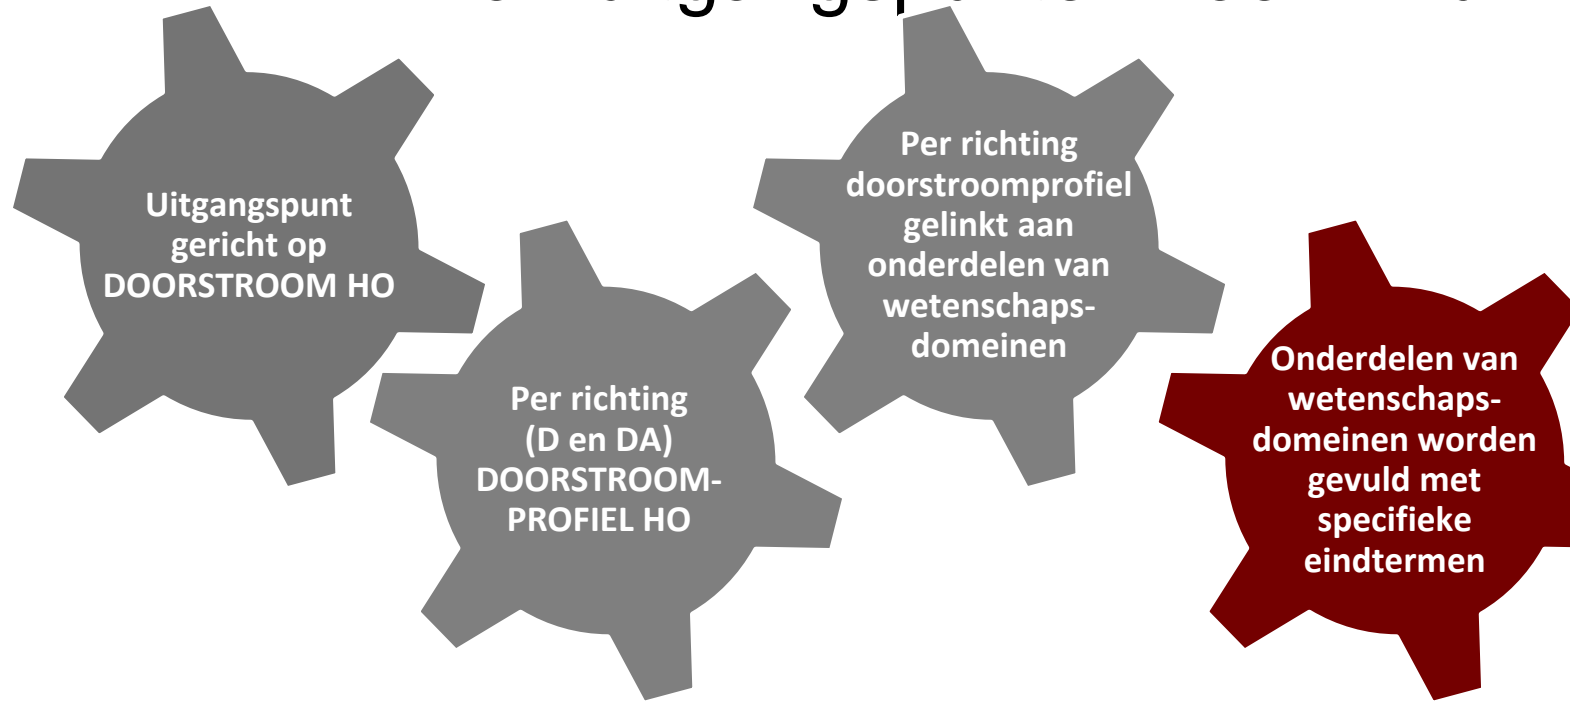 Uitgangspunt
gericht op
DOORSTROOM HO
Per richting
(D en DA)
DOORSTROOM-
PROFIEL HO
Per richting
doorstroomprofiel
gelinkt aan
onderdelen van
wetenschaps-
domeinen
Onderdelen van
wetenschaps-
domeinen worden
gevuld met
specifieke
eindtermen